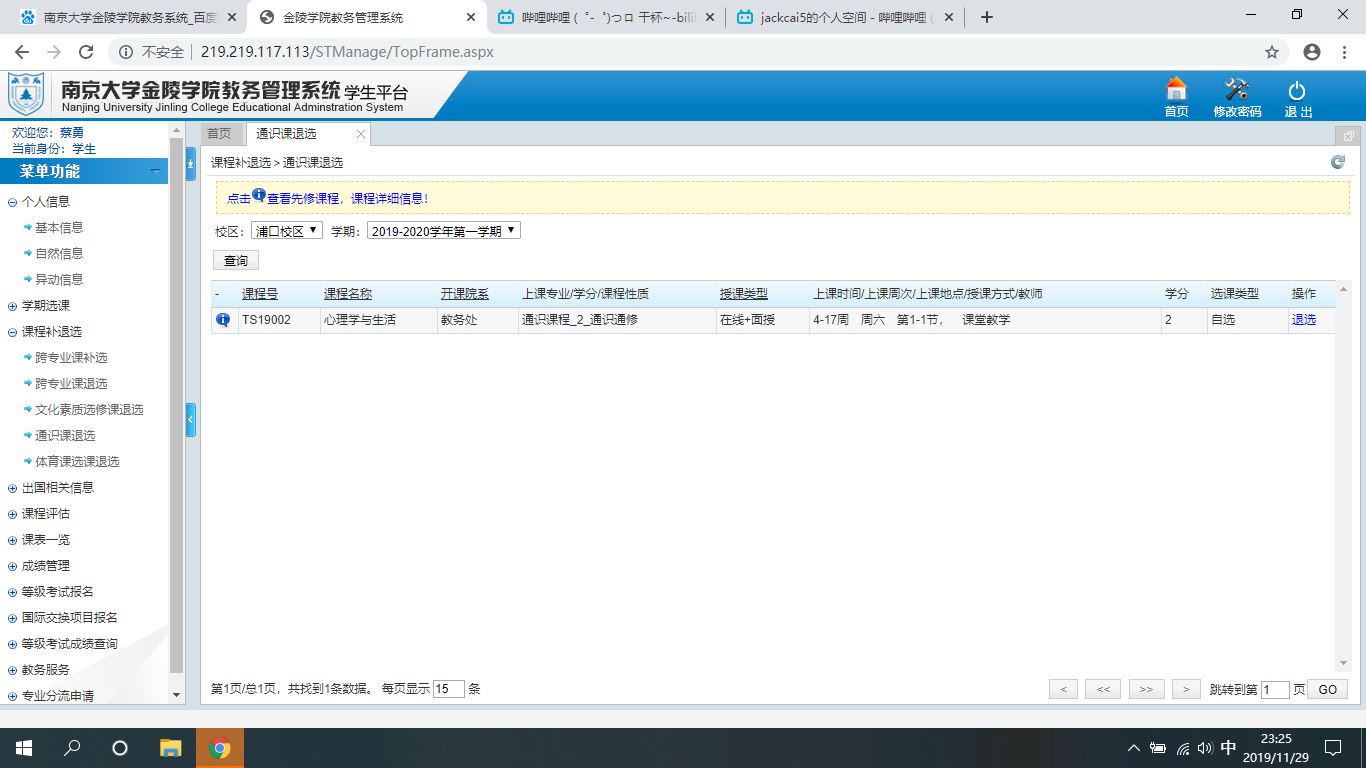 南京大学金陵学院教务系统_百度
金陵学院教务管理系统
哔哩哔哩 ( ゜- ゜)つロ 干杯~-bili
jackcai5的个人空间 - 哔哩哔哩 (
不安全 219.219.117.113/STManage/TopFrame.aspx
南京大学金陵学院教务管理系统 学生平台
Nanjing University Jinling College Educational Adminstration System
首页 修改密码 退 出
欢迎您: 蔡勇
当前身份: 学生
菜单功能
个人信息
基本信息
自然信息
异动信息
学期选课
课程补退选
跨专业课补选
跨专业课退选
文化素质选修课退选
通识课退选
体育课选课退选
出国相关信息
课程评估
课表一览
成绩管理
等级考试报名
国际交换项目报名
等级考试成绩查询
教务服务
专业分流申请
首页 通识课退选
课程补退选 > 通识课退选
点击 查看先修课程，课程详细信息!
校区: 浦口校区 学期: 2019-2020学年第一学期
查询
- 课程号 课程名称 开课院系 上课专业/学分/课程性质 授课类型 上课时间/上课周次/上课地点/授课方式/教师 学分 选课类型 操作
TS19002 心理学与生活 教务处 通识课程_2_通识通修 在线+面授 4-17周 周六 第1-1节， 课堂教学 2 自选 退选
第1页/总1页，共找到1条数据。 每页显示 15 条 < << >> > 跳转到第 1 页 GO
中 23:25
2019/11/29